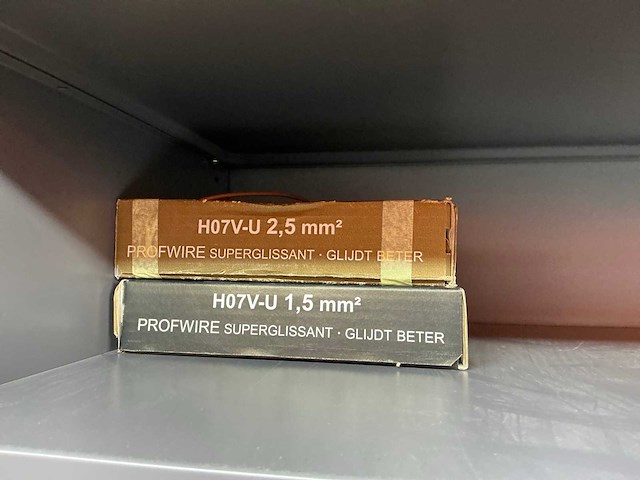 H07V-U 2,5 mm²
PROFWIRE SUPERGLISSANT · GLIJDT BETER
H07V-U 1,5 mm²
PROFWIRE SUPERGLISSANT · GLIJDT BETER